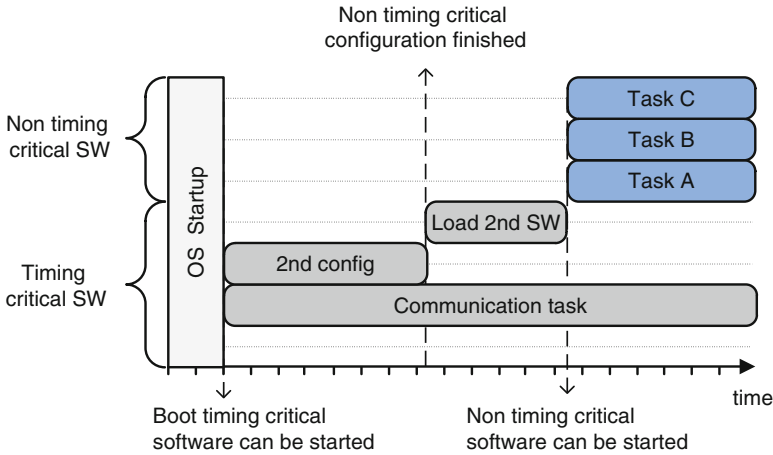 Non timing critical
configuration finished
Non timing
critical SW
Timing
critical SW
OS Startup
Task C
Task B
Task A
Load 2nd SW
2nd config
Communication task
time
Boot timing critical
software can be started
Non timing critical
software can be started